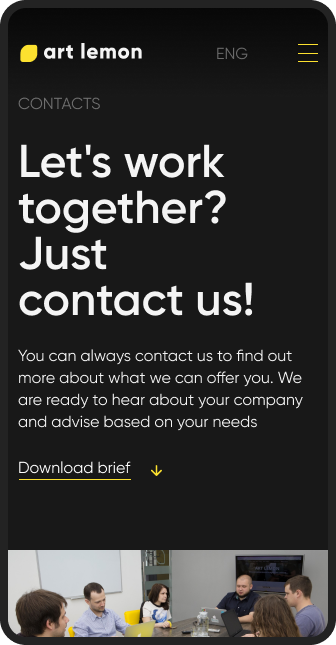 art lemon
ENG
CONTACTS
Let's work
together?
Just
contact us!
You can always contact us to find out
more about what we can offer you. We
are ready to hear about your company
and advise based on your needs
Download brief